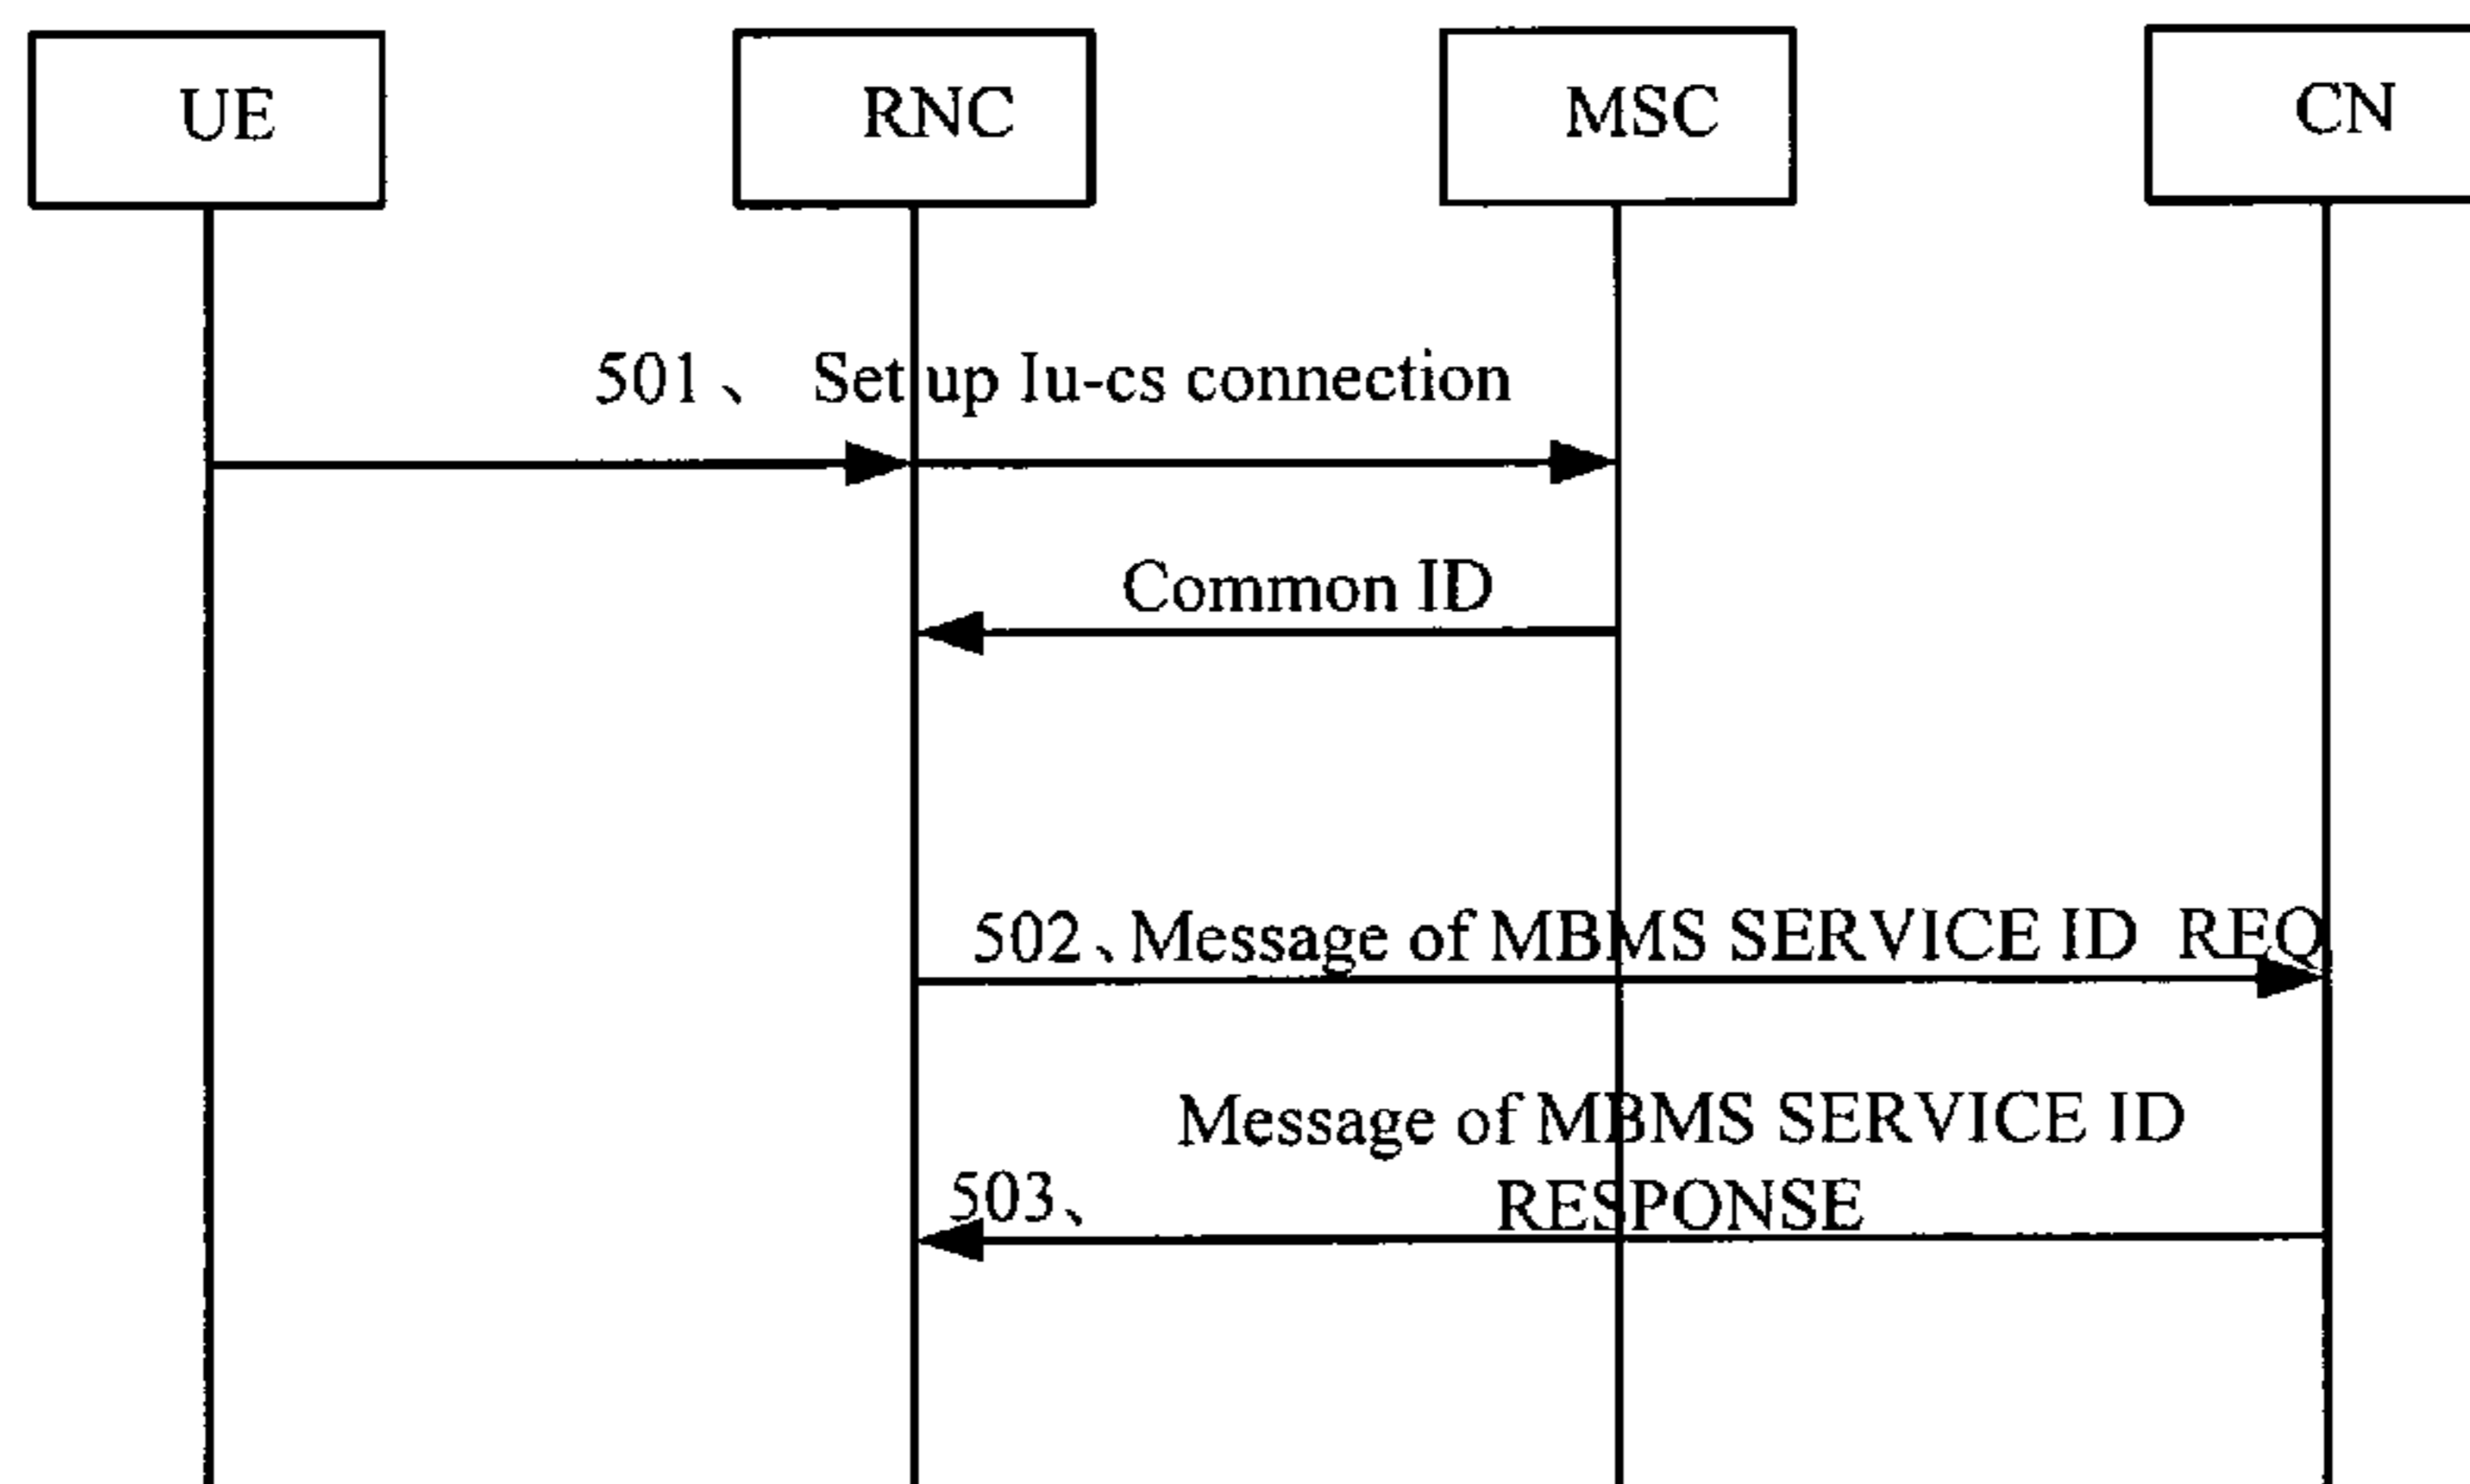 UE
RNC
MSC
CN
501、 Set up Iu-cs connection
Common ID
502、Message of MBMS SERVICE ID REQ
Message of MBMS SERVICE ID
503、 RESPONSE